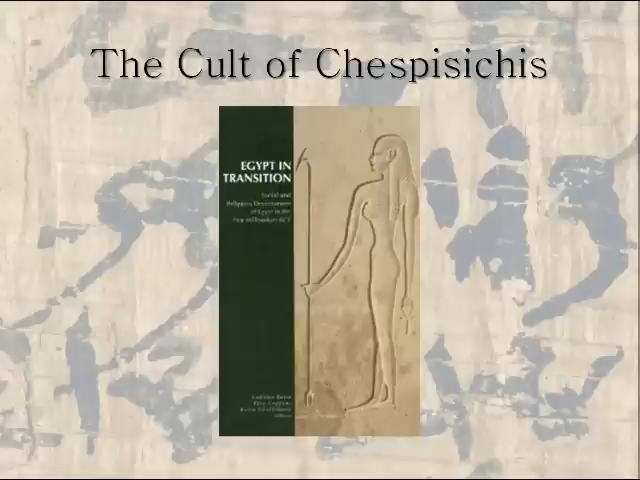 The Cult of Chespisichis
EGYPT IN
TRANSITION
Social and
Religious Development
of Egypt in the
First Millennium BCE